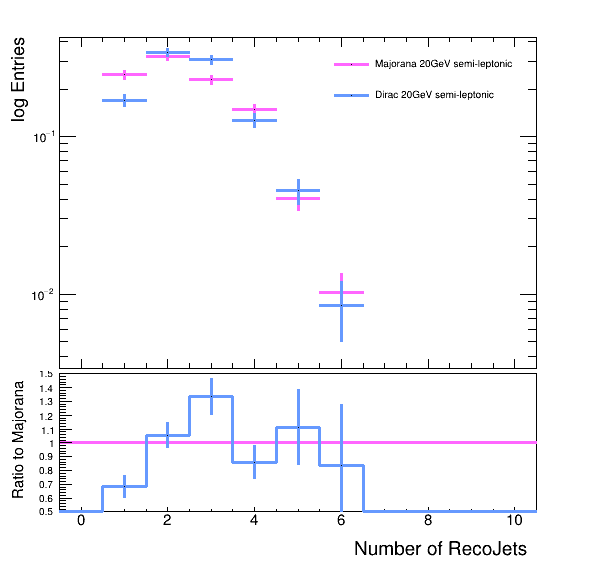 log Entries
Majorana 20GeV semi-leptonic
Dirac 20GeV semi-leptonic
10⁻¹
10⁻²
Ratio to Majorana
1.5
1.4
1.3
1.2
1.1
1
0.9
0.8
0.7
0.6
0.5
0 2 4 6 8 10
Number of RecoJets